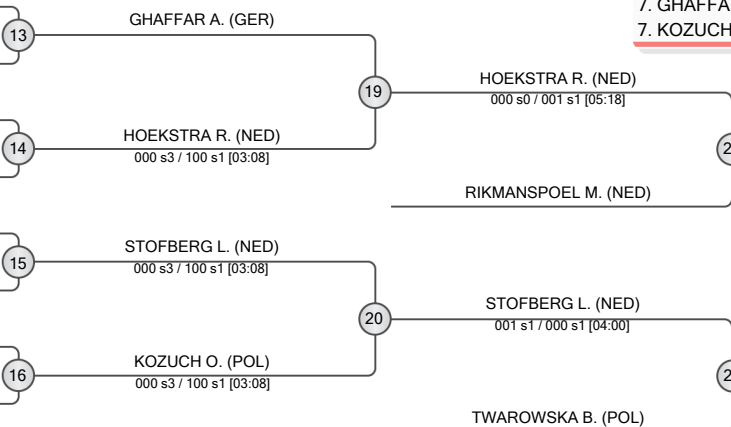 7. GHAFFA
7. KOZUCH
13
GHAFFAR A. (GER)
19
HOEKSTRA R. (NED)
000 s0 / 001 s1 [05:18]
14
HOEKSTRA R. (NED)
000 s3 / 100 s1 [03:08]
2
RIKMANSPOEL M. (NED)
15
STOFBERG L. (NED)
000 s3 / 100 s1 [03:08]
20
STOFBERG L. (NED)
001 s1 / 000 s1 [04:00]
16
KOZUCH O. (POL)
000 s3 / 100 s1 [03:08]
2
TWAROWSKA B. (POL)